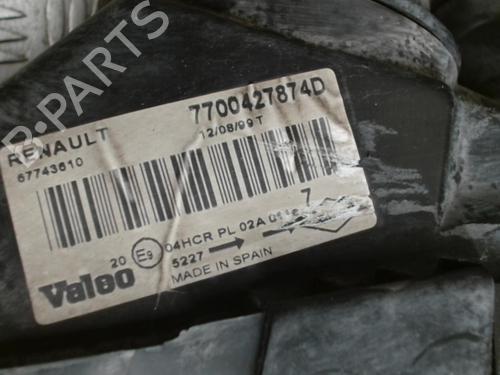 B-PARTS
RENAULT
7700427874D
67743610
12/08/99 T
7
20 E9 04HCR PL 02A
5227
Valeo
MADE IN SPAIN